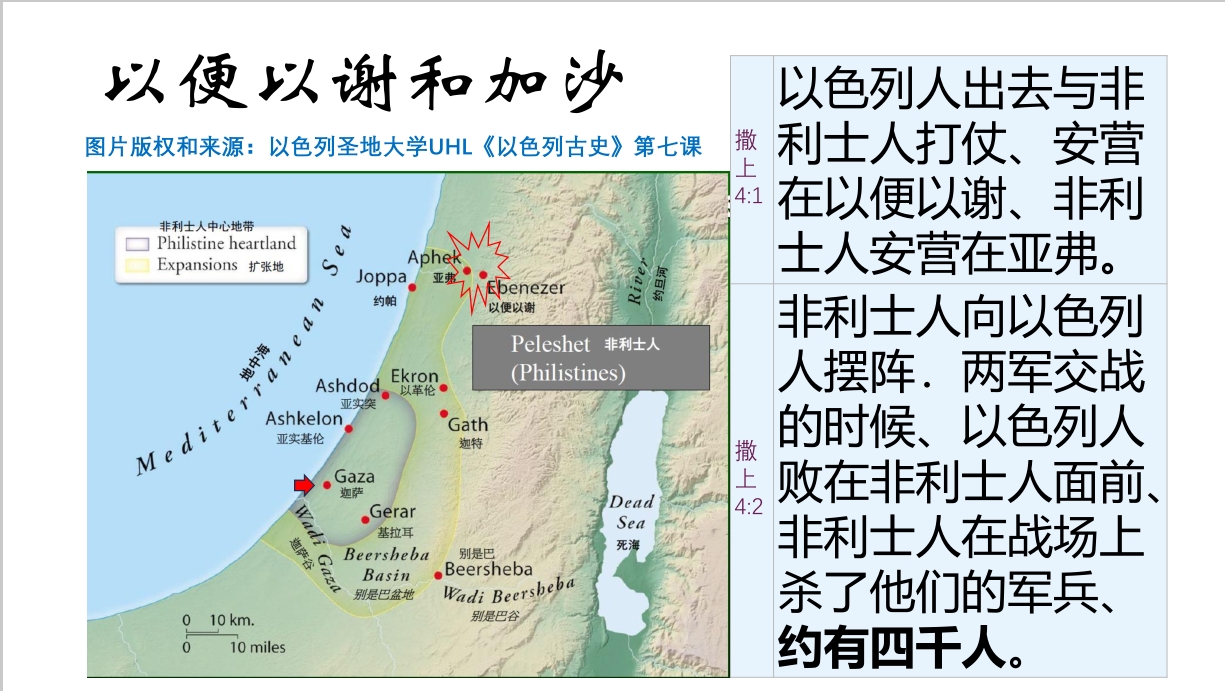 以便以谢和加沙
图片版权和来源：以色列圣地大学UHL《以色列古史》第七课
非利士人中心地带
Philistine heartland
Expansions 扩张地
Mediterranean Sea
地中海
Aphek
亚弗
Joppa
约帕
Ebenezer
以便以谢
River
约旦河
Peleshet 非利士人
(Philistines)
Ashdod
亚实突
Ekron
以革伦
Ashkelon
亚实基伦
Gath
迦特
Gaza
迦萨
Gerar
基拉耳
Wadi Gaza
迦萨谷
Beersheba
Basin
别是巴盆地
别是巴
Beersheba
Wadi Beersheba
别是巴谷
Dead
Sea
死海
0 10 km.
0 10 miles
撒
上
4:1
以色列人出去与非
利士人打仗、安营
在以便以谢、非利
士人安营在亚弗。
撒
上
4:2
非利士人向以色列
人摆阵．两军交战
的时候、以色列人
败在非利士人面前、
非利士人在战场上
杀了他们的军兵、
约有四千人。